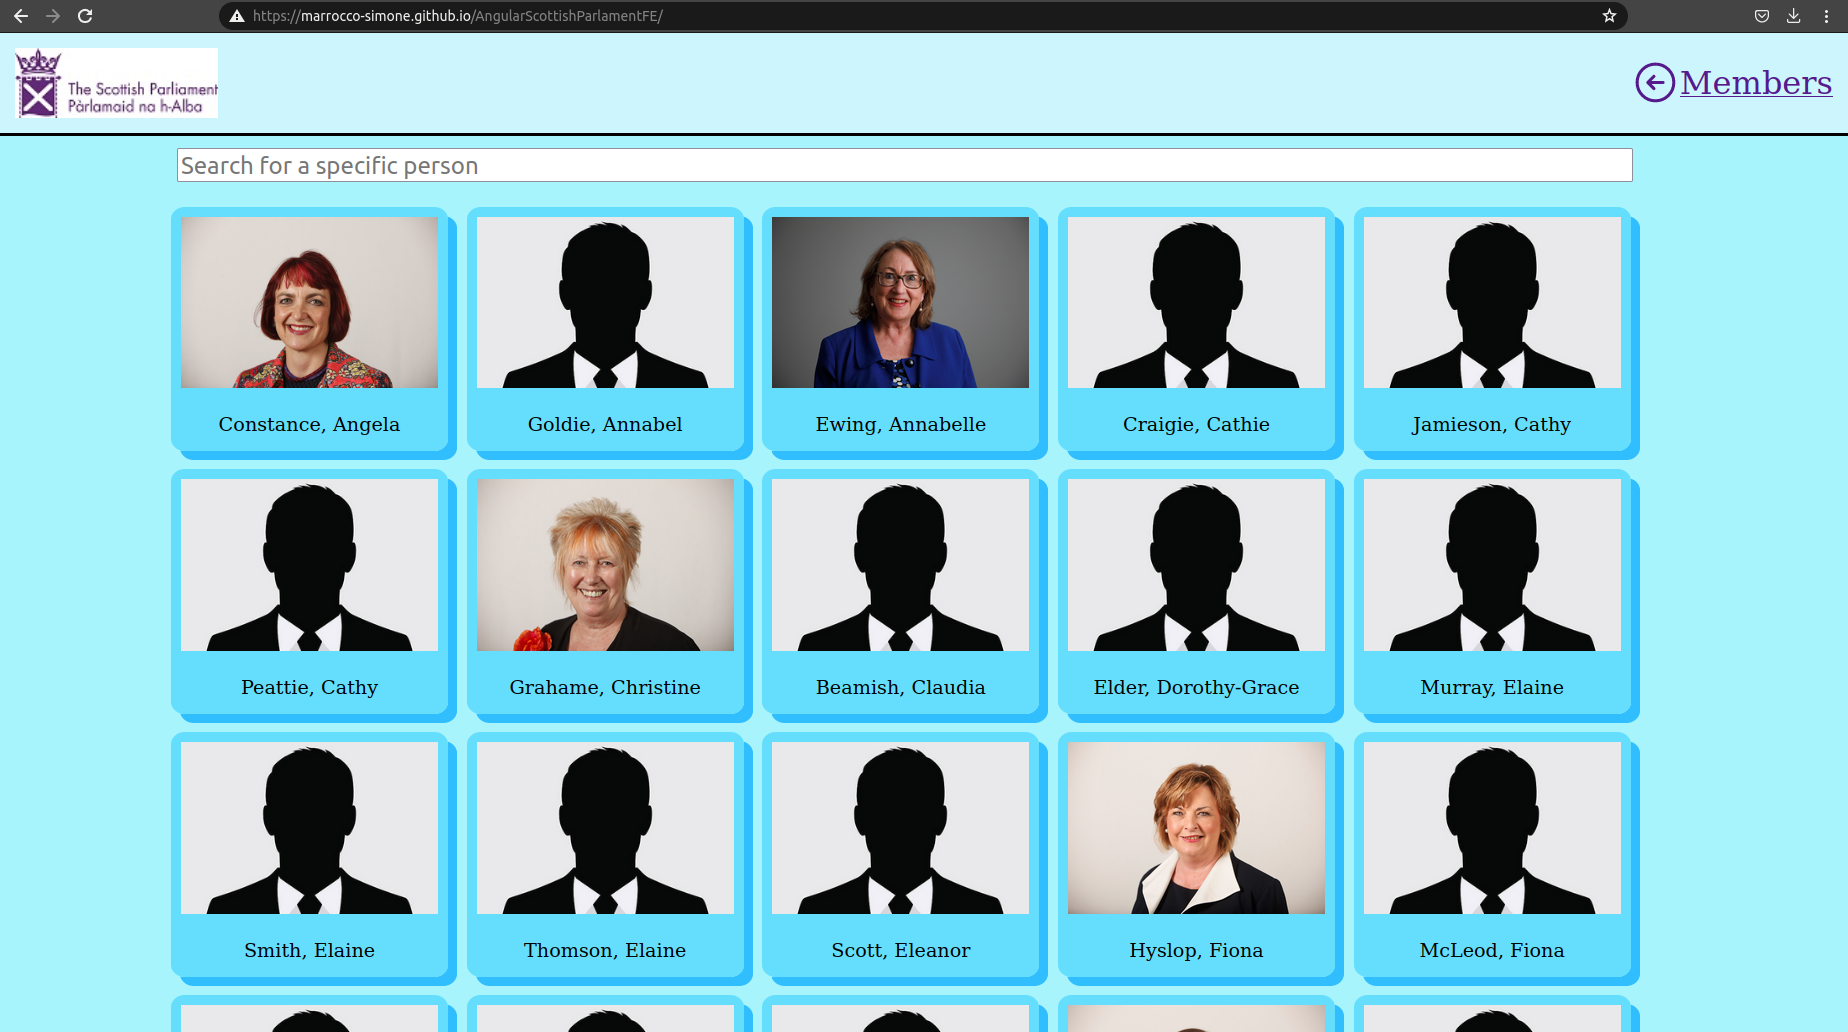 https://marrocco-simone.github.io/AngularScottishParlamentFE/
The Scottish Parliament
Pàrlamaid na h-Alba
Members
Search for a specific person
Constance, Angela
Goldie, Annabel
Ewing, Annabelle
Craigie, Cathie
Jamieson, Cathy
Peattie, Cathy
Grahame, Christine
Beamish, Claudia
Elder, Dorothy-Grace
Murray, Elaine
Smith, Elaine
Thomson, Elaine
Scott, Eleanor
Hyslop, Fiona
McLeod, Fiona